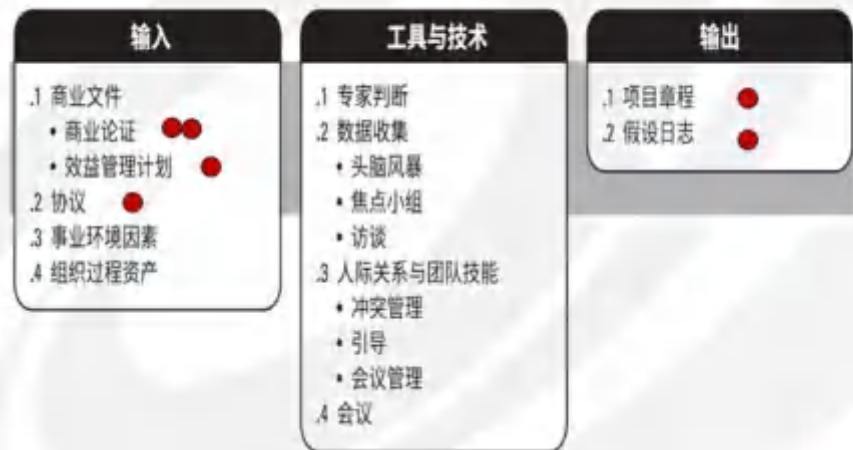 输入
.1 商业文件
• 商业论证
• 效益管理计划
.2 协议
.3 事业环境因素
.4 组织过程资产
工具与技术
.1 专家判断
.2 数据收集
• 头脑风暴
• 焦点小组
• 访谈
.3 人际关系与团队技能
• 冲突管理
• 引导
• 会议管理
.4 会议
输出
.1 项目章程
.2 假设日志